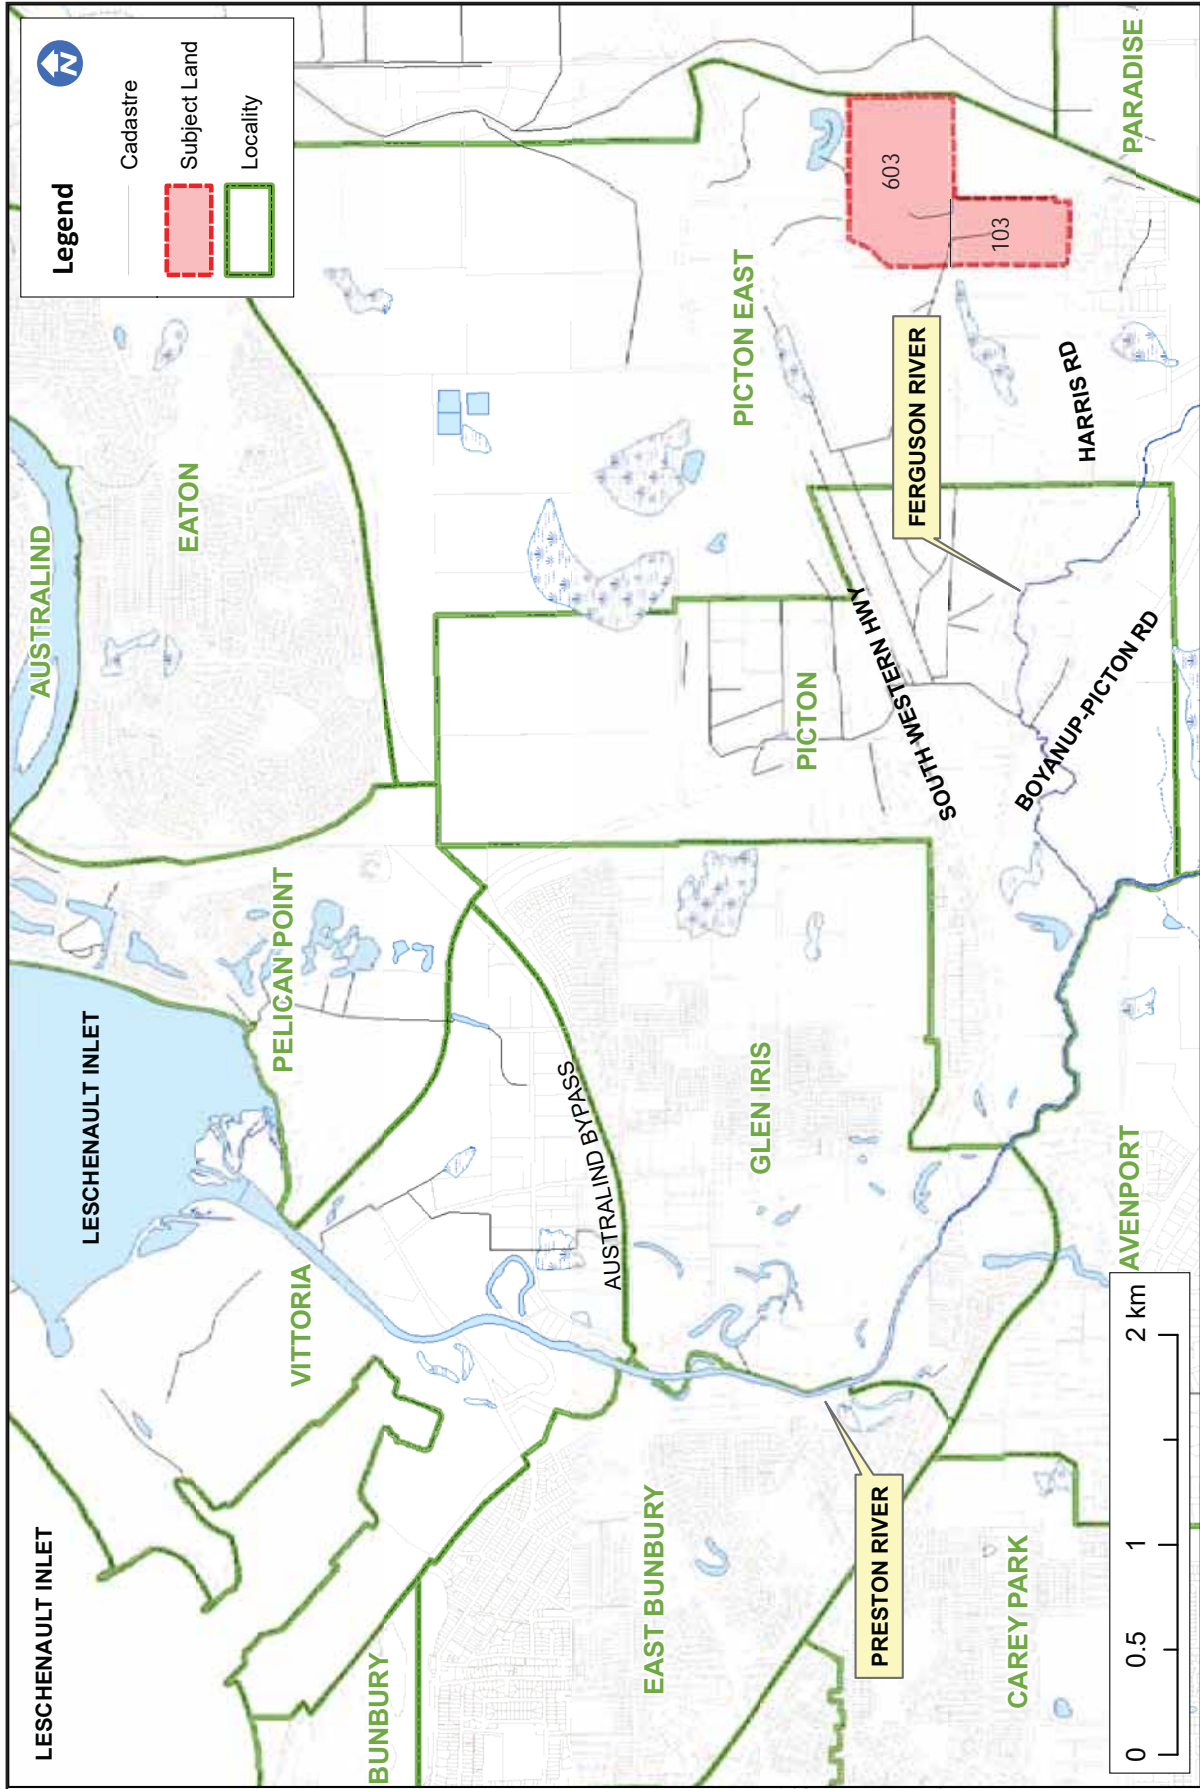 LESCHENAULT INLET
LESCHENAULT INLET
AUSTRALIND
Legend
N
Cadastre
Subject Land
Locality
EATON
PELICAN POINT
VITTORIA
BUNBURY
AUSTRALIND BYPASS
EAST BUNBURY
GLEN IRIS
PICTON
PICTON EAST
603
103
SOUTH WESTERN HWY
FERGUSON RIVER
HARRIS RD
BOYANUP-PICTON RD
PRESTON RIVER
CAREY PARK
AVENPORT
PARADISE
0 0.5 1 2 km